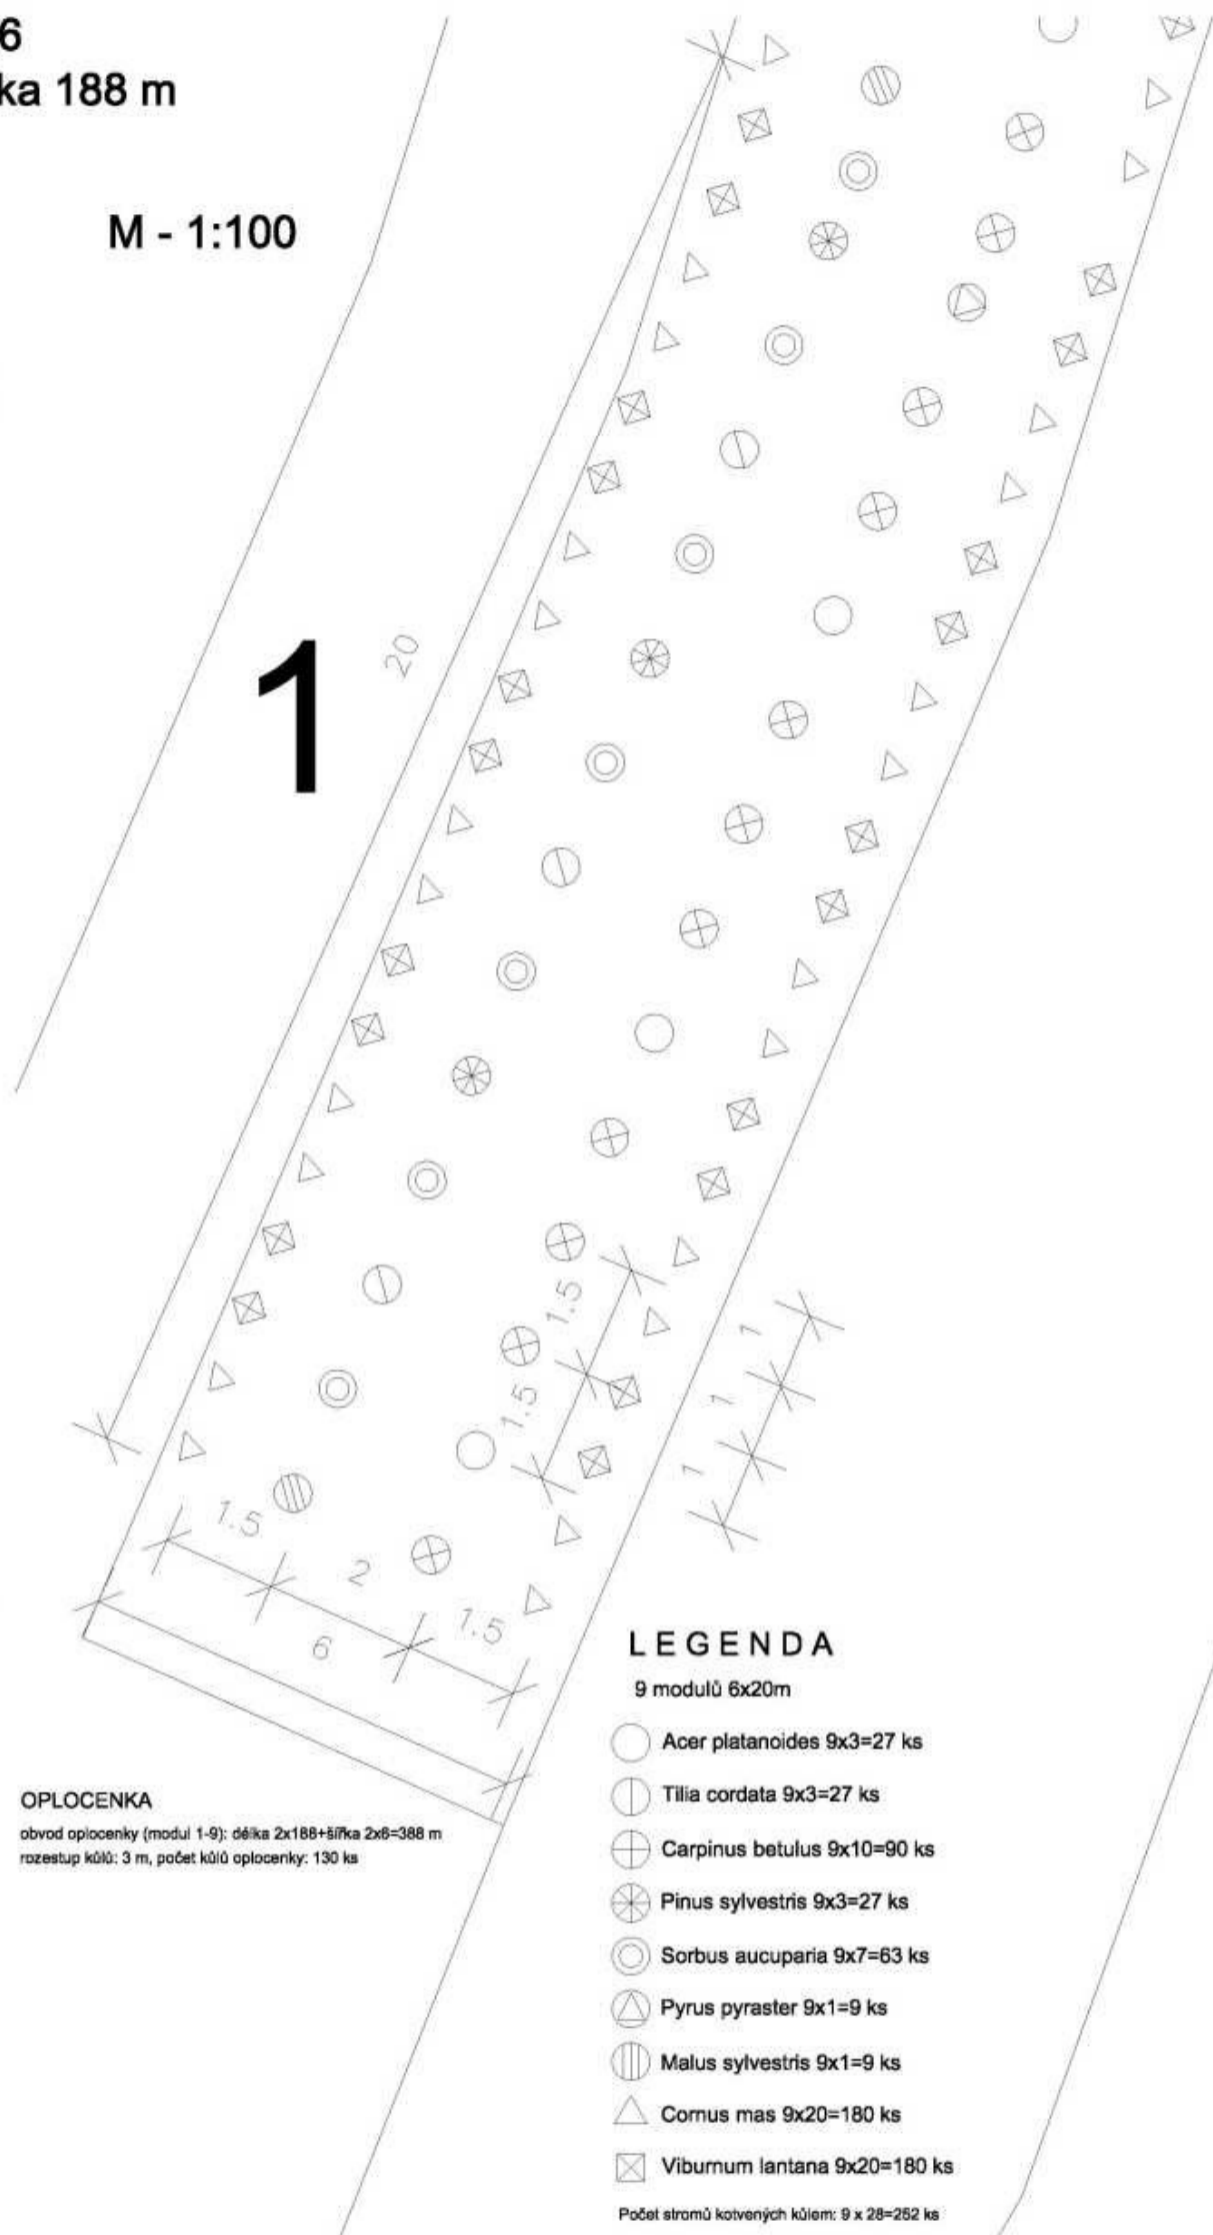 6
ka 188 m
M - 1:100
1
20
1.5
1.5
1
1
1
1.5
2
1.5
6
LEGENDA
9 modulů 6x20m
Acer platanoides 9x3=27 ks
Tilia cordata 9x3=27 ks
Carpinus betulus 9x10=90 ks
Pinus sylvestris 9x3=27 ks
Sorbus aucuparia 9x7=63 ks
Pyrus pyraster 9x1=9 ks
Malus sylvestris 9x1=9 ks
Cornus mas 9x20=180 ks
Viburnum lantana 9x20=180 ks
Počet stromů kotvených kůlem: 9 x 28=252 ks
OPLOCENKA
obvod oplocenky (modul 1-9): délka 2x188+šířka 2x6=388 m
rozestup kůlů: 3 m, počet kůlů oplocenky: 130 ks